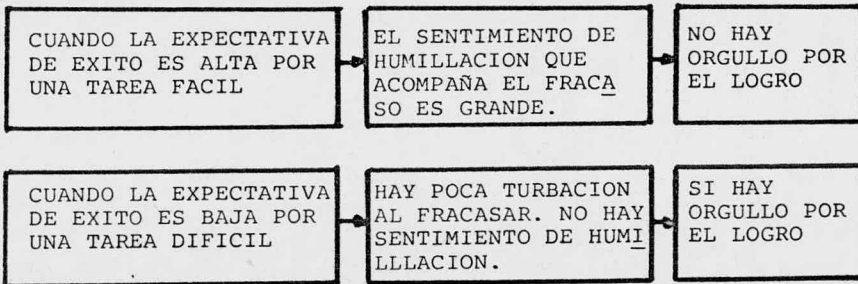 CUANDO LA EXPECTATIVA
DE EXITO ES ALTA POR
UNA TAREA FACIL
EL SENTIMIENTO DE
HUMILLACION QUE
ACOMPAÑA EL FRACA
SO ES GRANDE.
NO HAY
ORGULLO POR
EL LOGRO
CUANDO LA EXPECTATIVA
DE EXITO ES BAJA POR
UNA TAREA DIFICIL
HAY POCA TURBACION
AL FRACASAR. NO HAY
SENTIMIENTO DE HUMI
LLLACION.
SI HAY
ORGULLO POR
EL LOGRO